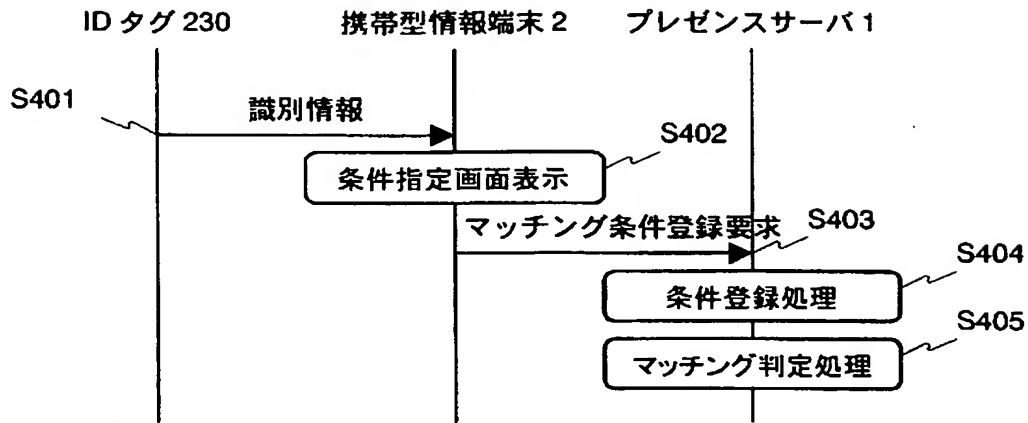 IDタグ230
携帯型情報端末2
プレゼンスサーバ1
S401
識別情報
S402
条件指定画面表示
マッチング条件登録要求
S403
S404
条件登録処理
S405
マッチング判定処理